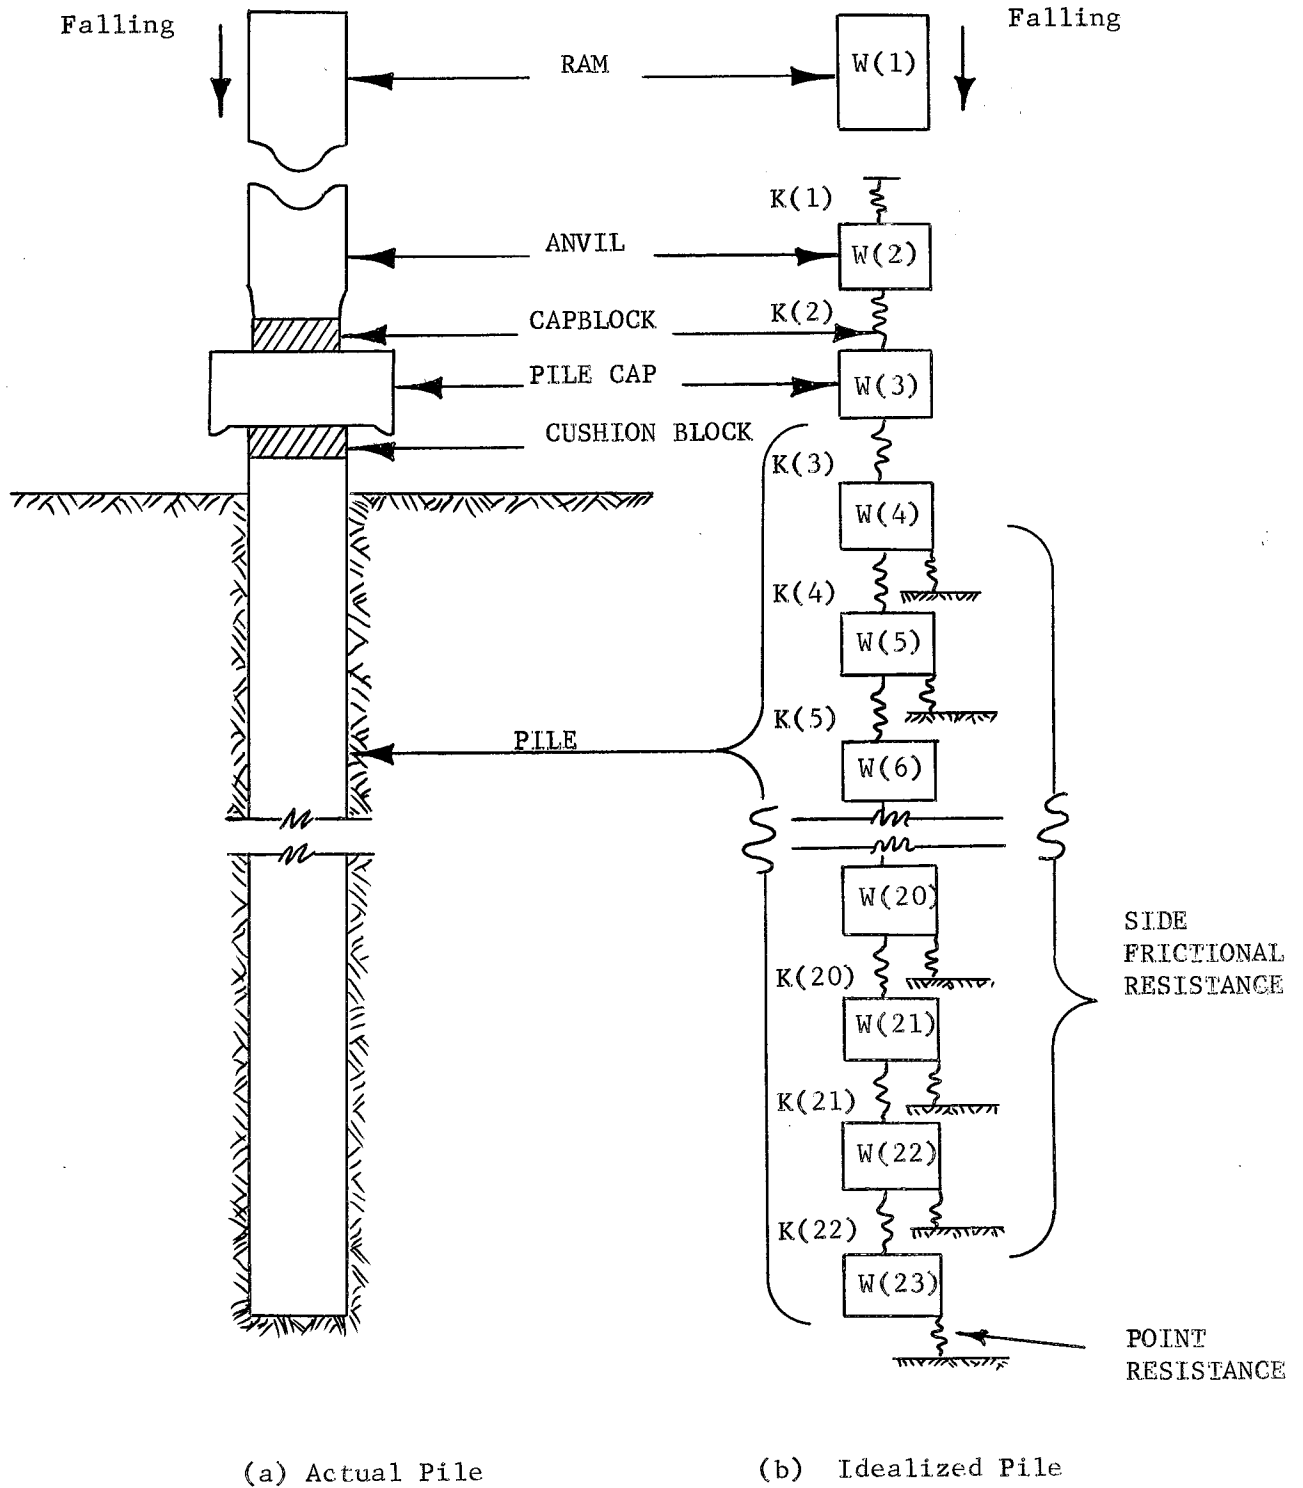 Falling
Falling
RAM
W(1)
K(1)
ANVIL
W(2)
CAPBLOCK
K(2)
PILE CAP
W(3)
CUSHION BLOCK
K(3)
W(4)
K(4)
W(5)
K(5)
PILE
W(6)
W(20)
SIDE
FRICTIONAL
RESISTANCE
K(20)
W(21)
K(21)
W(22)
K(22)
W(23)
POINT
RESISTANCE
(a) Actual Pile
(b) Idealized Pile